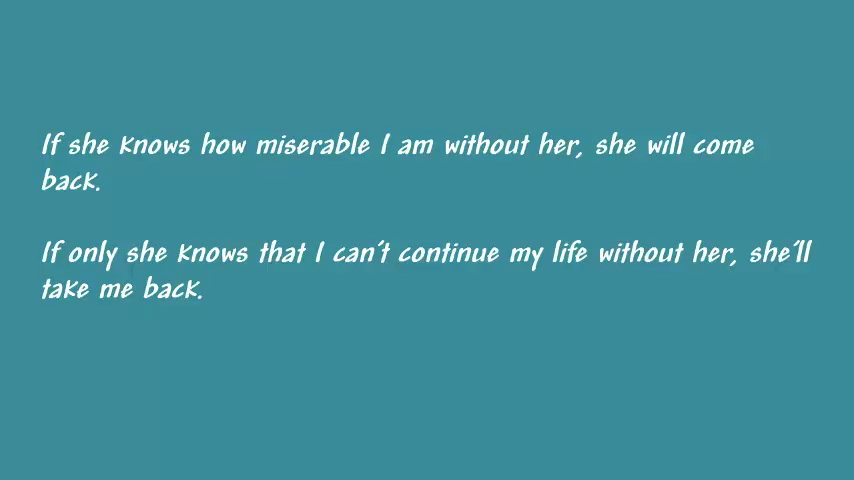 If she knows how miserable I am without her, she will come
back.
If only she knows that I can't continue my life without her, she'll
take me back.